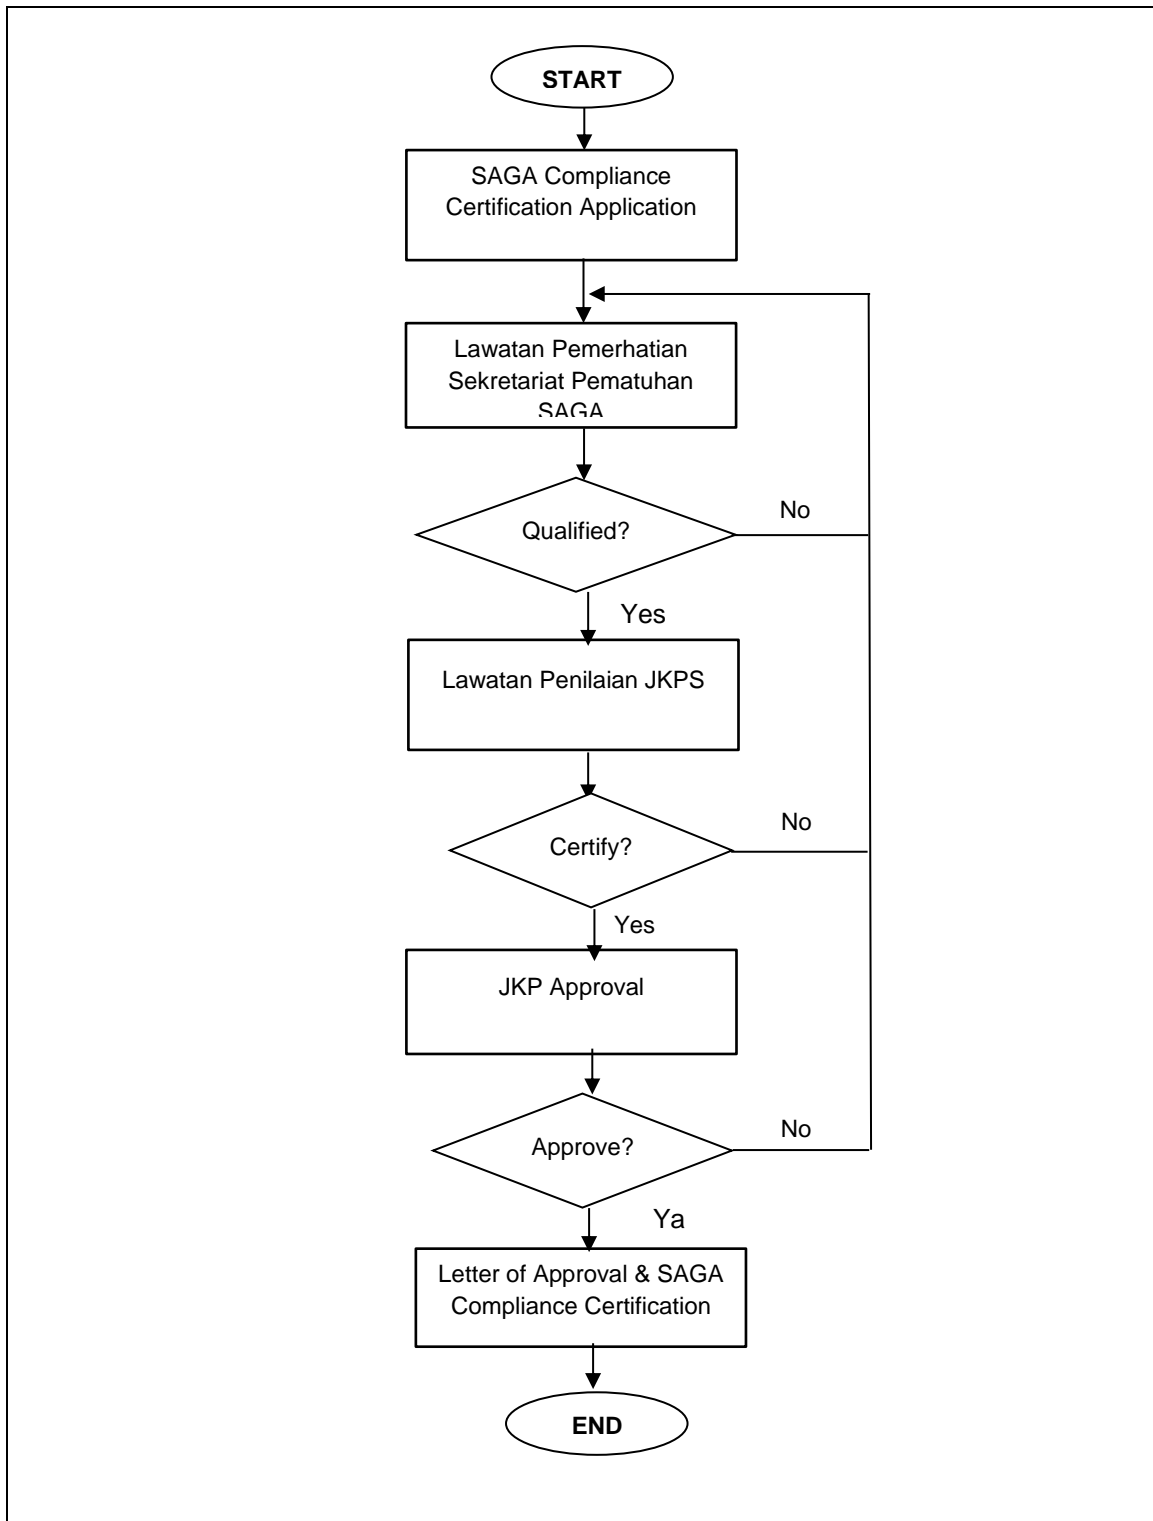 START
SAGA Compliance
Certification Application
Lawatan Pemerhatian
Sekretariat Pematuhan
SAGA
Qualified?
No
Yes
Lawatan Penilaian JKPS
Certify?
No
Yes
JKP Approval
Approve?
No
Ya
Letter of Approval & SAGA
Compliance Certification
END